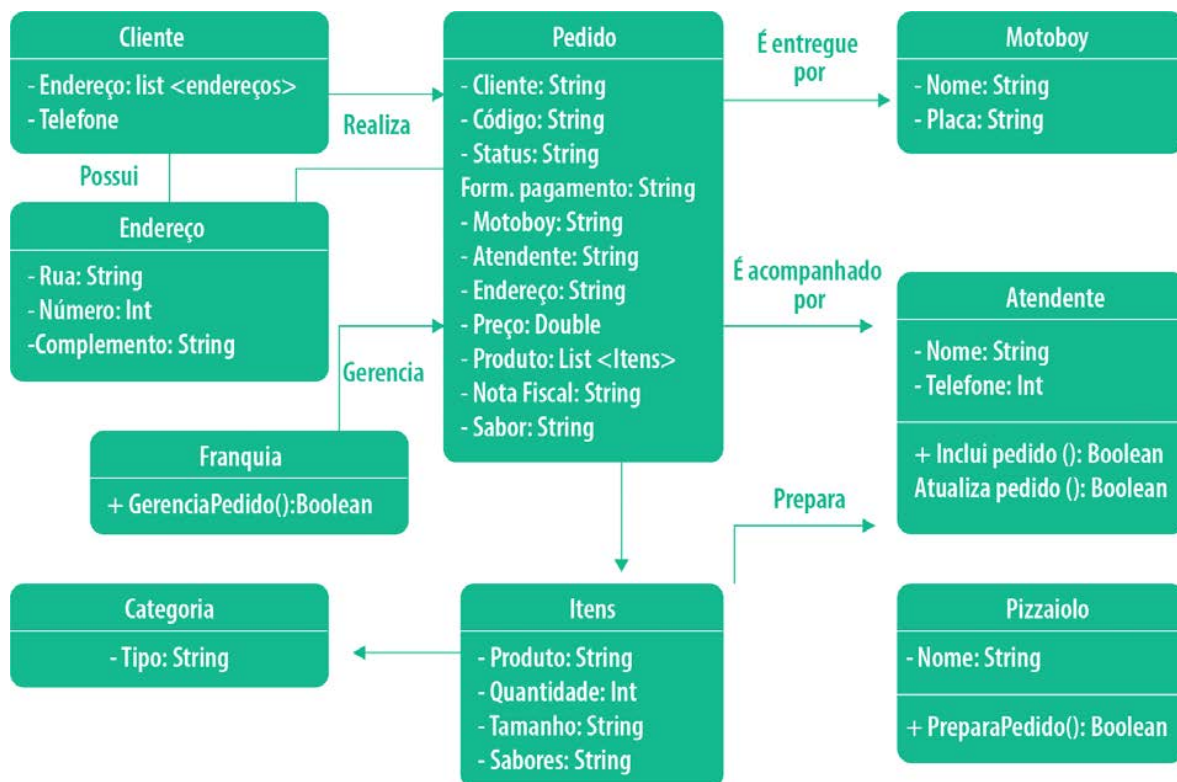 Cliente
- Endereço: list <endereços>
- Telefone
Realiza
Possui
Endereço
- Rua: String
- Número: Int
-Complemento: String
Gerencia
Franquia
+ GerenciaPedido():Boolean
Pedido
- Cliente: String
- Código: String
- Status: String
Form. pagamento: String
- Motoboy: String
- Atendente: String
- Endereço: String
- Preço: Double
- Produto: List <Itens>
- Nota Fiscal: String
- Sabor: String
É entregue
por
Motoboy
- Nome: String
- Placa: String
É acompanhado
por
Atendente
- Nome: String
- Telefone: Int
+ Inclui pedido (): Boolean
Atualiza pedido (): Boolean
Prepara
Categoria
- Tipo: String
Itens
- Produto: String
- Quantidade: Int
- Tamanho: String
- Sabores: String
Pizzaiolo
- Nome: String
+ PreparaPedido(): Boolean